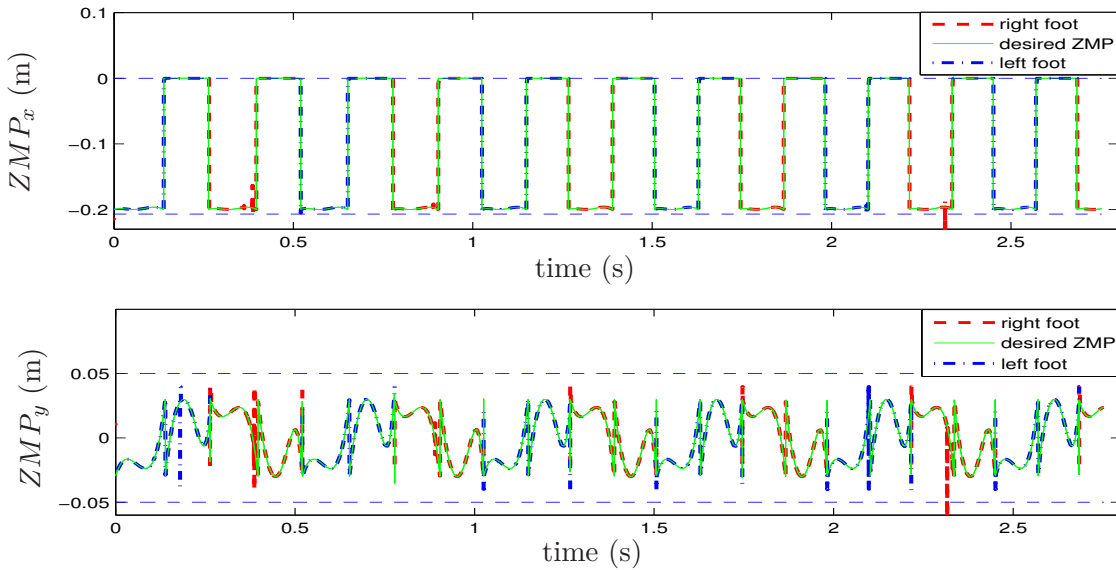 0.1
0
−0.1
−0.2
ZMP_x (m)
right foot
desired ZMP
left foot
0
0.5
1
1.5
2
2.5
time (s)
0.05
0
−0.05
ZMP_y (m)
right foot
desired ZMP
left foot
0
0.5
1
1.5
2
2.5
time (s)